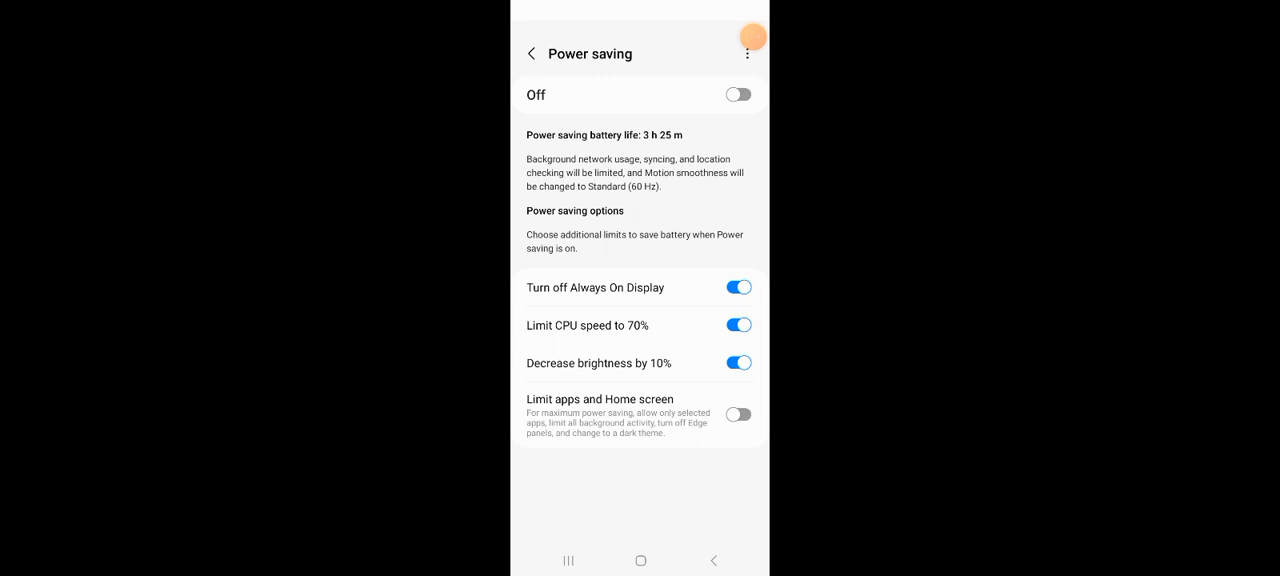 Power saving
Off
Power saving battery life: 3 h 25 m
Background network usage, syncing, and location
checking will be limited, and Motion smoothness will
be changed to Standard (60 Hz).
Power saving options
Choose additional limits to save battery when Power
saving is on.
Turn off Always On Display
Limit CPU speed to 70%
Decrease brightness by 10%
Limit apps and Home screen
For maximum power saving, allow only selected
apps, limit all background activity, turn off Edge
panels, and change to a dark theme.